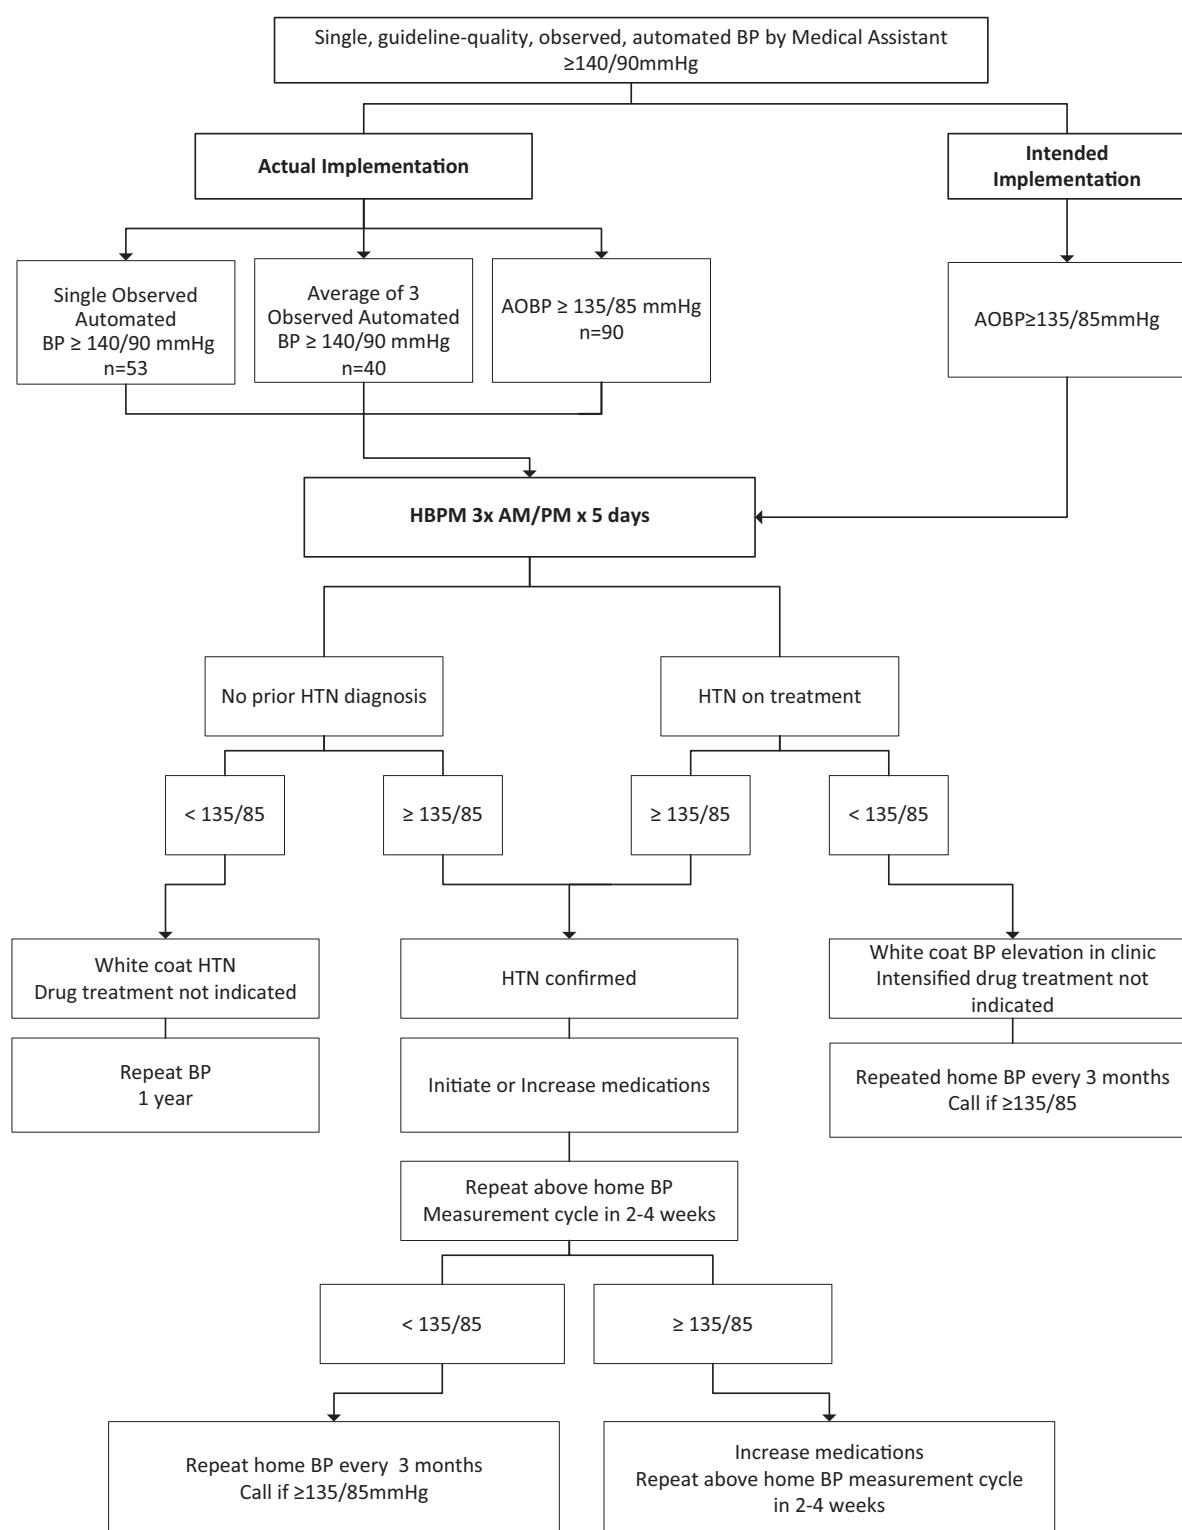 Single, guideline-quality, observed, automated BP by Medical Assistant
≥140/90mmHg
Actual Implementation
Intended
Implementation
Single Observed
Automated
BP ≥ 140/90 mmHg
n=53
Average of 3
Observed Automated
BP ≥ 140/90 mmHg
n=40
AOBP ≥ 135/85 mmHg
n=90
AOBP≥135/85mmHg
HBPM 3x AM/PM x 5 days
No prior HTN diagnosis
HTN on treatment
< 135/85
≥ 135/85
≥ 135/85
< 135/85
White coat HTN
Drug treatment not indicated
HTN confirmed
White coat BP elevation in clinic
Intensified drug treatment not
indicated
Repeat BP
1 year
Initiate or Increase medications
Repeated home BP every 3 months
Call if ≥135/85
Repeat above home BP
Measurement cycle in 2-4 weeks
< 135/85
≥ 135/85
Repeat home BP every  3 months
Call if ≥135/85mmHg
Increase medications
Repeat above home BP measurement cycle
in 2-4 weeks